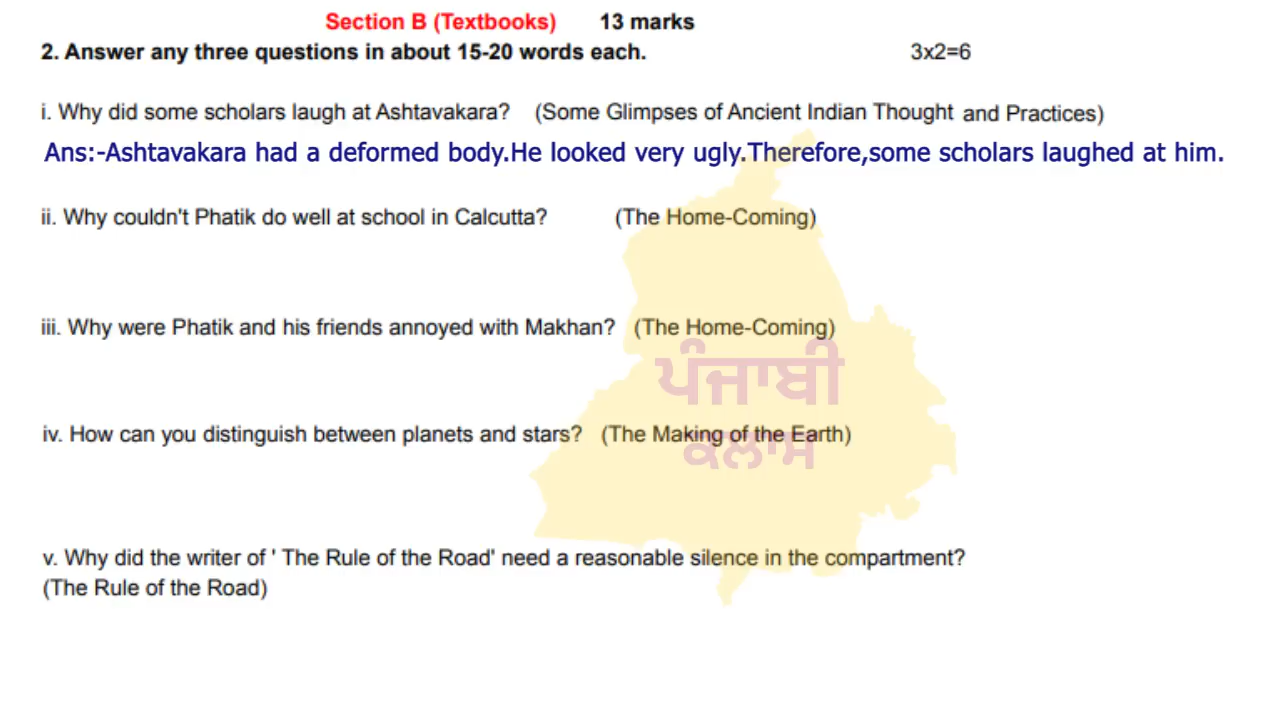 Section B (Textbooks) 13 marks
2. Answer any three questions in about 15-20 words each. 3x2=6
i. Why did some scholars laugh at Ashtavakara? (Some Glimpses of Ancient Indian Thought and Practices)
Ans:-Ashtavakara had a deformed body.He looked very ugly.Therefore,some scholars laughed at him.
ii. Why couldn't Phatik do well at school in Calcutta? (The Home-Coming)
iii. Why were Phatik and his friends annoyed with Makhan? (The Home-Coming)
ਪੰਜਾਬੀ
iv. How can you distinguish between planets and stars? (The Making of the Earth)
ਕਲਾਸ
v. Why did the writer of ' The Rule of the Road' need a reasonable silence in the compartment?
(The Rule of the Road)